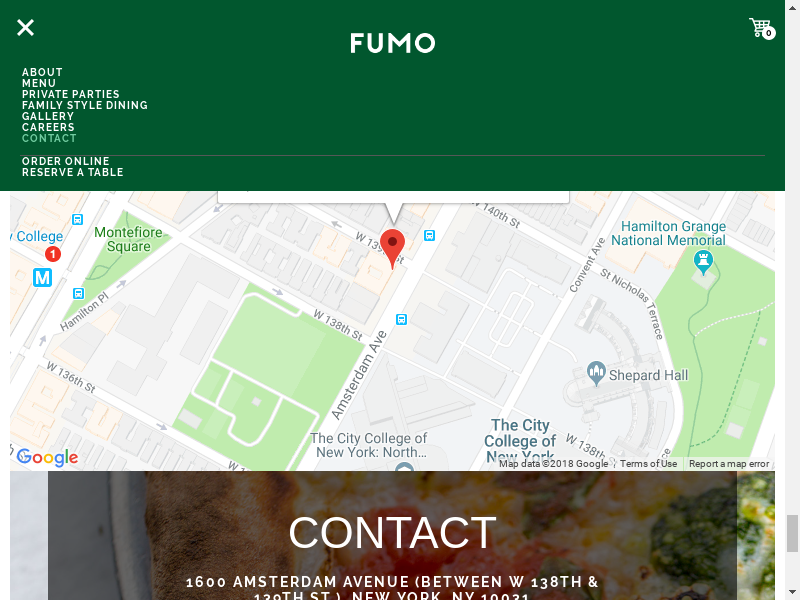 0
FUMO
ABOUT
MENU
PRIVATE PARTIES
FAMILY STYLE DINING
GALLERY
CAREERS
CONTACT
ORDER ONLINE
RESERVE A TABLE
W 140th St
Hamilton Grange
National Memorial
y College
Montefiore
Square
1
M
W 139th St
Convent Ave
St Nicholas Terrace
Hamilton Pl
W 138th St
Amsterdam Ave
W 136th St
Shepard Hall
The City College of
New York: North...
The City
College of
New York
W 138th
W 13
Google
Map data ©2018 Google
Terms of Use
Report a map error
CONTACT
1600 AMSTERDAM AVENUE (BETWEEN W 138TH &
139TH ST.), NEW YORK, NY 10031